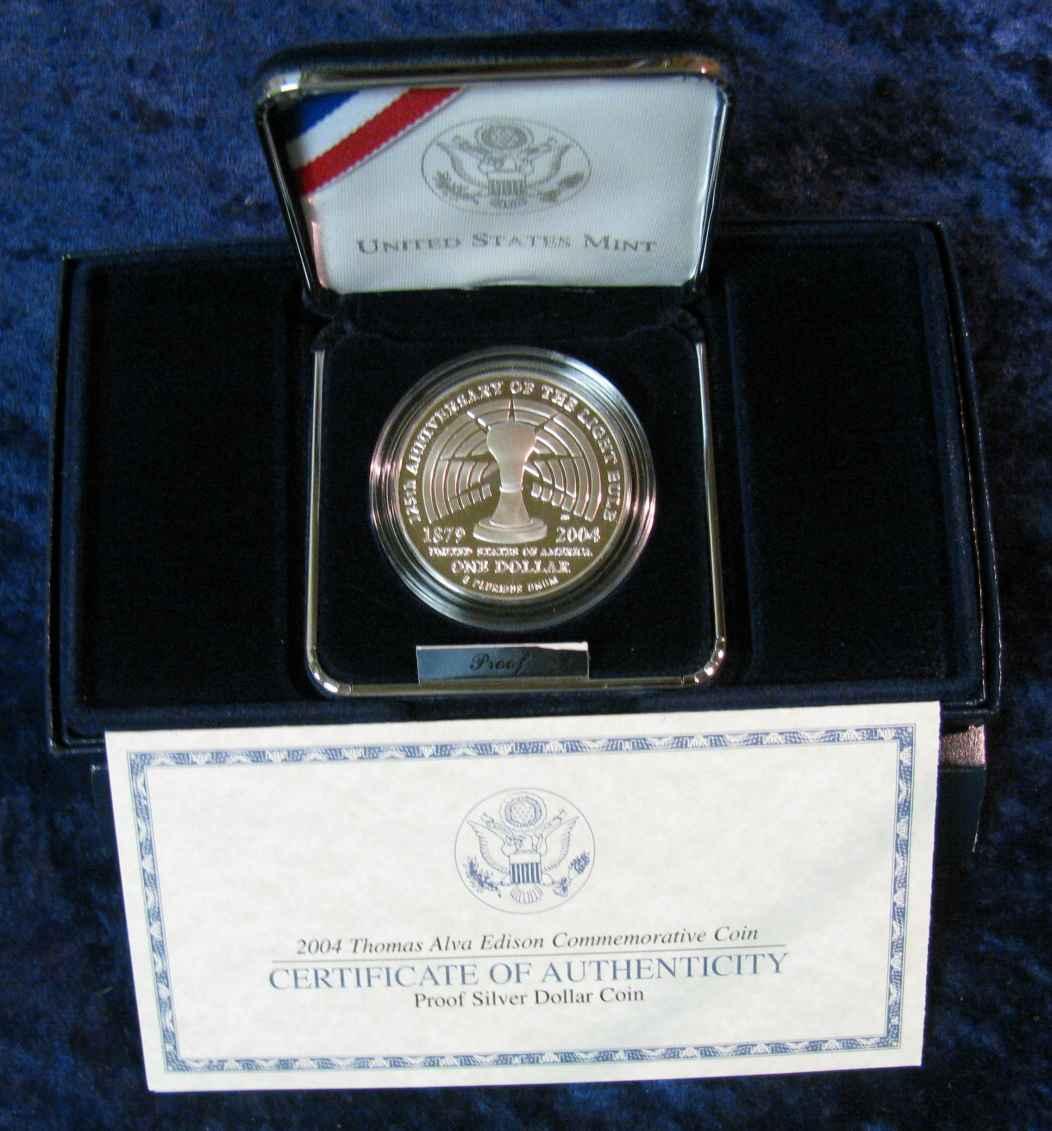 UNITED STATES MINT
125th ANNIVERSARY OF THE LIGHT BULB
1879 2004
UNITED STATES OF AMERICA
ONE DOLLAR
E PLURIBUS UNUM
Proof
2004 Thomas Alva Edison Commemorative Coin
CERTIFICATE OF AUTHENTICITY
Proof Silver Dollar Coin